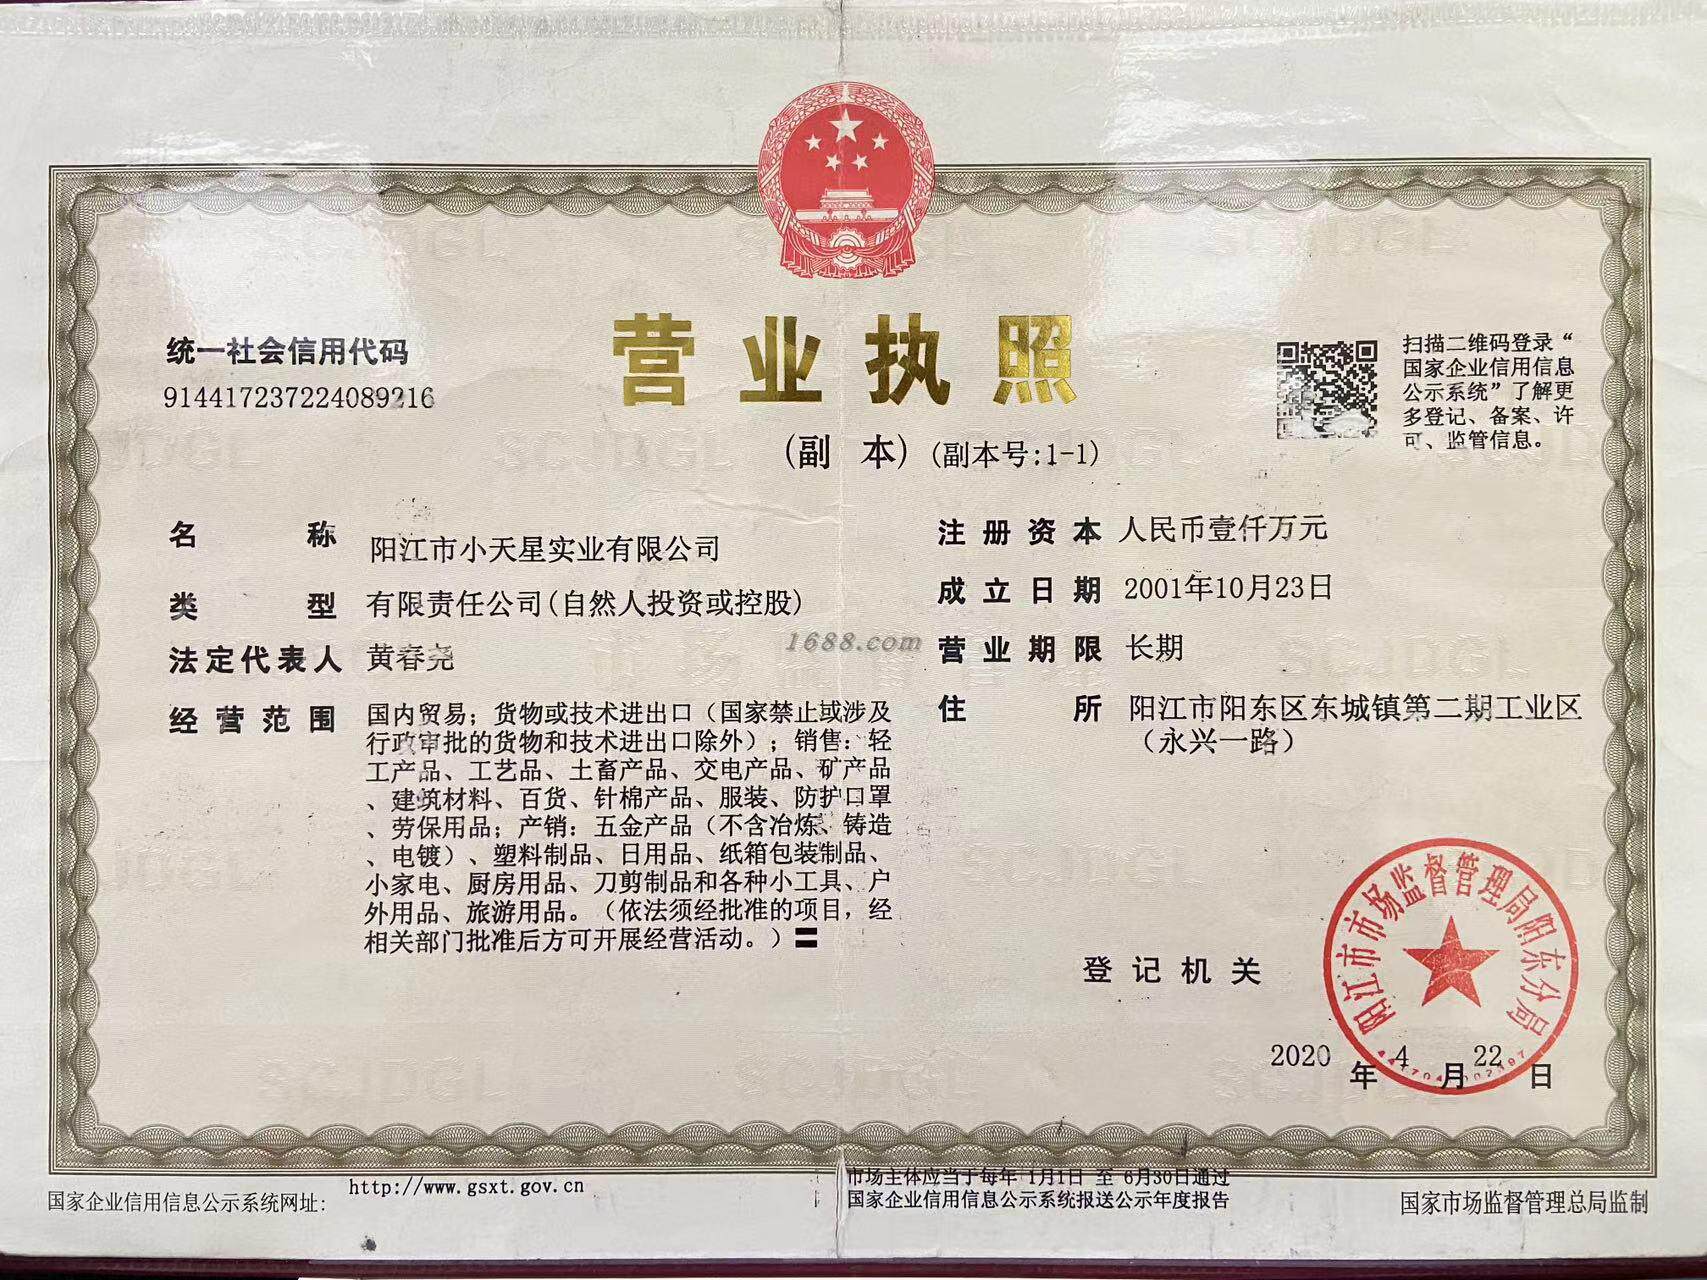 营业执照
(副 本) (副本号:1-1)
统一社会信用代码
914417237224089216
扫描二维码登录“
国家企业信用信息
公示系统”了解更
多登记、备案、许
可、监管信息。
名 称 阳江市小天星实业有限公司
类 型 有限责任公司(自然人投资或控股)
法定代表人 黄春尧
经营范围 国内贸易；货物或技术进出口（国家禁止或涉及
行政审批的货物和技术进出口除外）；销售：轻
工产品、工艺品、土畜产品、交电产品、矿产品
、建筑材料、百货、针棉产品、服装、防护口罩
、劳保用品；产销：五金产品（不含冶炼、铸造
、电镀）、塑料制品、日用品、纸箱包装制品、
小家电、厨房用品、刀剪制品和各种小工具、户
外用品、旅游用品。（依法须经批准的项目，经
相关部门批准后方可开展经营活动。）〓
注册资本 人民币壹仟万元
成立日期 2001年10月23日
营业期限 长期
住 所 阳江市阳东区东城镇第二期工业区
（永兴一路）
1688.com
登记机关
阳江市市场监督管理局阳东分局
2020 年 4 月 22 日
国家企业信用信息公示系统网址: http://www.gsxt.gov.cn
市场主体应当于每年 1月1日 至 6月30日通过
国家企业信用信息公示系统报送公示年度报告
国家市场监督管理总局监制